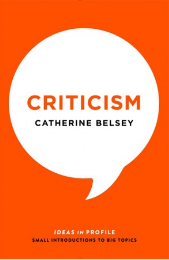 CRITICISM
CATHERINE BELSEY
IDEAS IN PROFILE
SMALL INTRODUCTIONS TO BIG TOPICS